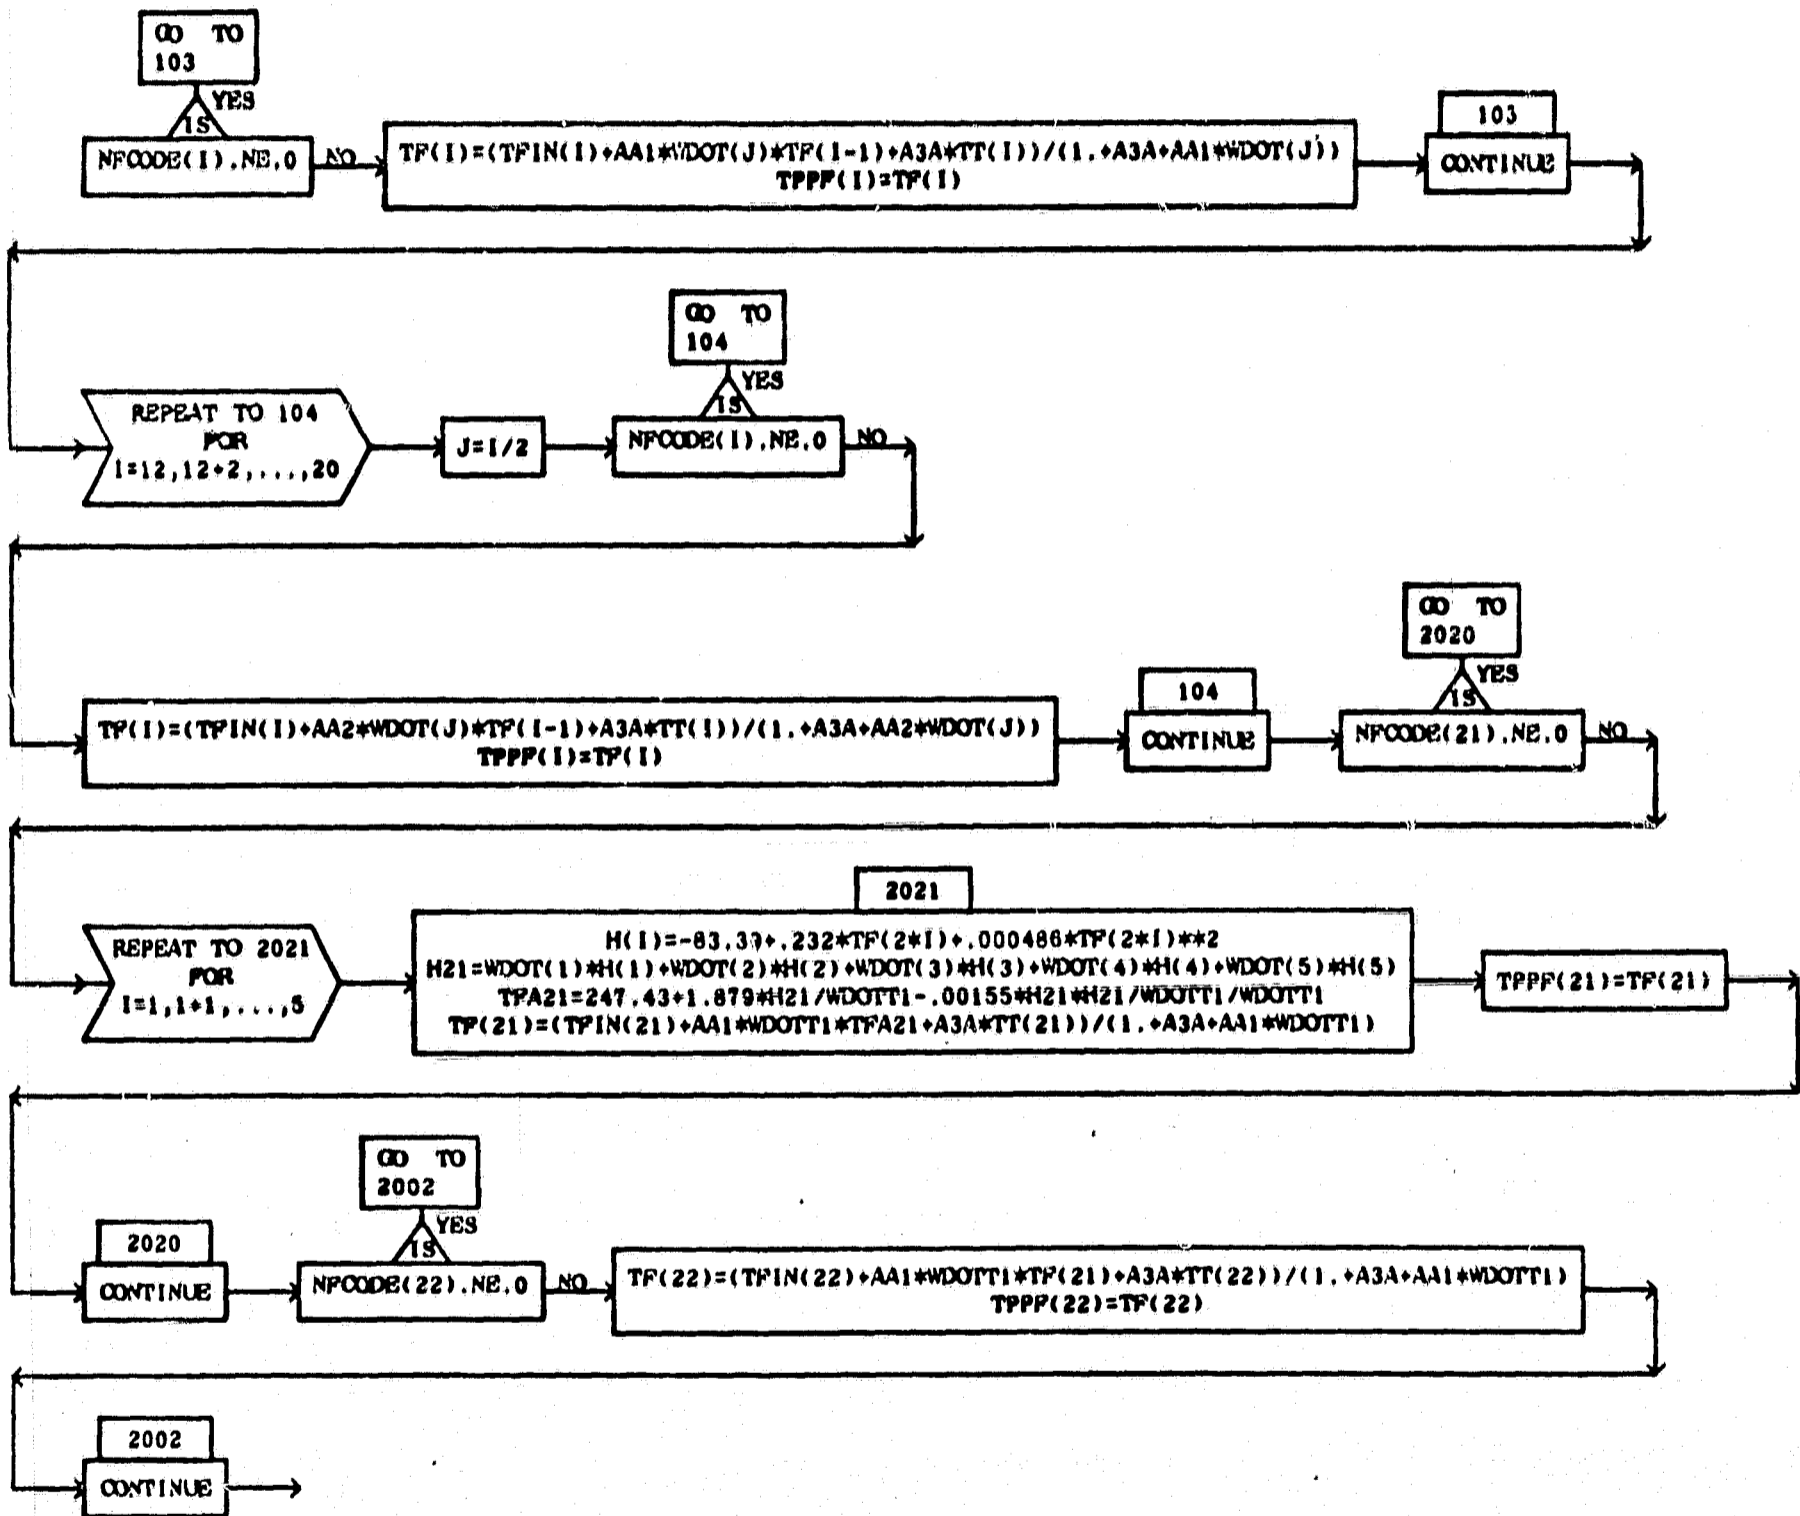 GO TO
103
YES
IS
NFCODE(I).NE.0
NO
TF(I)=(TFIN(I)+AA1*WDOT(J)*TF(I-1)+A3A*TT(I))/(1.+A3A+AA1*WDOT(J))
TPPF(I)=TF(I)
103
CONTINUE
REPEAT TO 104
FOR
I=12,12+2,...,20
J=I/2
GO TO
104
YES
IS
NFCODE(I).NE.0
NO
TF(I)=(TFIN(I)+AA2*WDOT(J)*TF(I-1)+A3A*TT(I))/(1.+A3A+AA2*WDOT(J))
TPPF(I)=TF(I)
104
CONTINUE
GO TO
2020
YES
IS
NFCODE(21).NE.0
NO
REPEAT TO 2021
FOR
I=1,1+1,...,5
2021
H(I)=-83.39+.232*TF(2*I)+.000486*TF(2*I)**2
H21=WDOT(1)*H(1)+WDOT(2)*H(2)+WDOT(3)*H(3)+WDOT(4)*H(4)+WDOT(5)*H(5)
TFA21=247.43+1.879*H21/WDOTT1-.00155*H21*H21/WDOTT1/WDOTT1
TF(21)=(TFIN(21)+AA1*WDOTT1*TFA21+A3A*TT(21))/(1.+A3A+AA1*WDOTT1)
TPPF(21)=TF(21)
2020
CONTINUE
GO TO
2002
YES
IS
NFCODE(22).NE.0
NO
TF(22)=(TFIN(22)+AA1*WDOTT1*TF(21)+A3A*TT(22))/(1.+A3A+AA1*WDOTT1)
TPPF(22)=TF(22)
2002
CONTINUE